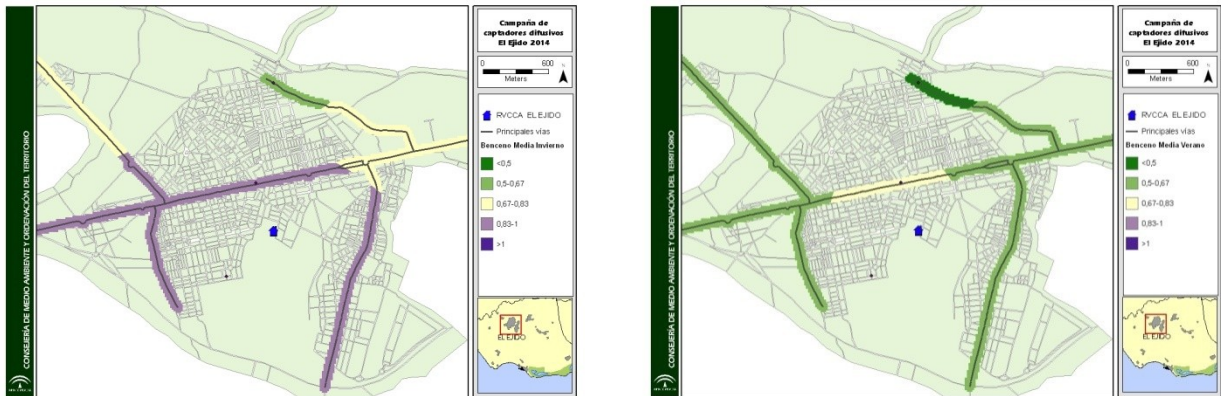 CONSEJERÍA DE MEDIO AMBIENTE Y ORDENACIÓN DEL TERRITORIO
Campaña de
captadores difusivos
El Ejido 2014
0 600
Meters
RVCCA EL EJIDO
Principales vías
Benceno Media Invierno
<0,5
0,5-0,67
0,67-0,83
0,83-1
>1
EL EJIDO
CONSEJERÍA DE MEDIO AMBIENTE Y ORDENACIÓN DEL TERRITORIO
Campaña de
captadores difusivos
El Ejido 2014
0 600
Meters
RVCCA EL EJIDO
Principales vías
Benceno Media Verano
<0,5
0,5-0,67
0,67-0,83
0,83-1
>1
EL EJIDO